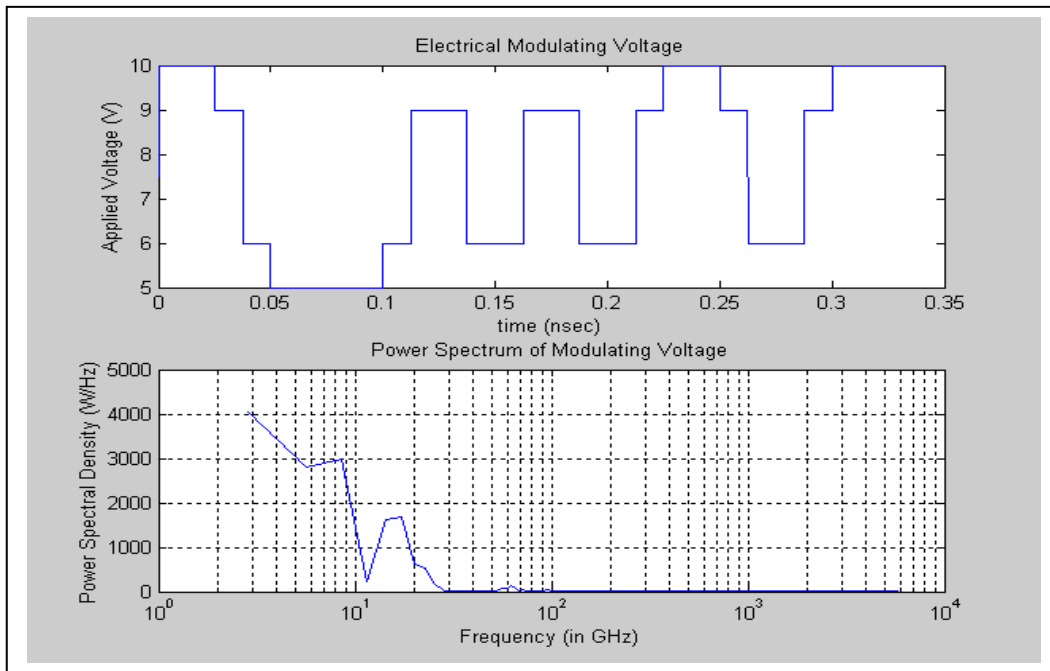 Electrical Modulating Voltage
10
9
8
7
6
5
Applied Voltage (V)
0 0.05 0.1 0.15 0.2 0.25 0.3 0.35
time (nsec)
Power Spectrum of Modulating Voltage
5000
4000
3000
2000
1000
0
Power Spectral Density (W/Hz)
10^0 10^1 10^2 10^3 10^4
Frequency (in GHz)